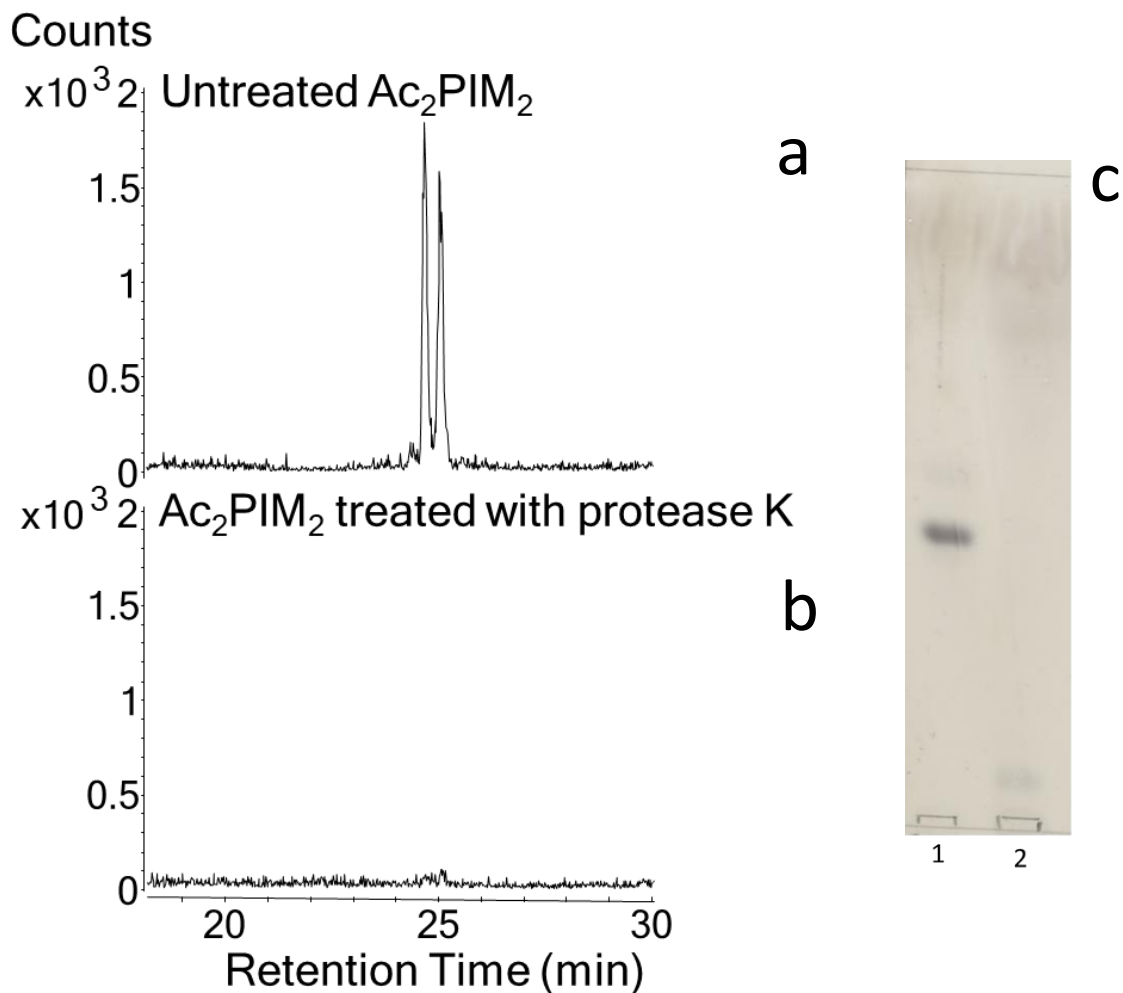 Counts
x10³ 2 Untreated Ac₂PIM₂
a
c
1.5
1
0.5
0
x10³ 2 Ac₂PIM₂ treated with protease K
1.5
b
1
0.5
0
1 2
20 25 30
Retention Time (min)